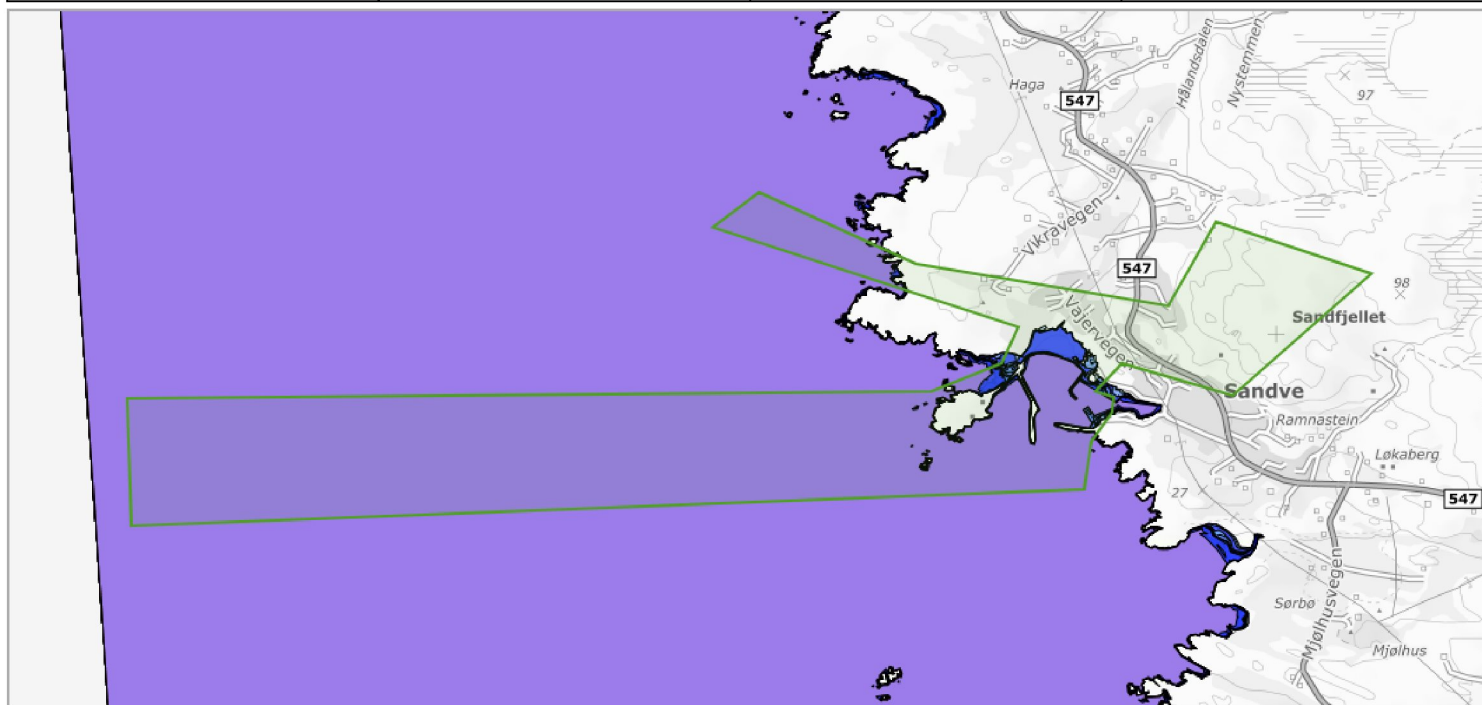 Hålandsdalen
Nystemmen
Haga
97
547
Vikravegen
547
98
Sandfjellet
Vajervegen
Sandve
Ramnastein
Løkaberg
27
547
Mjølhusvegen
Sørbø
Mjølhus